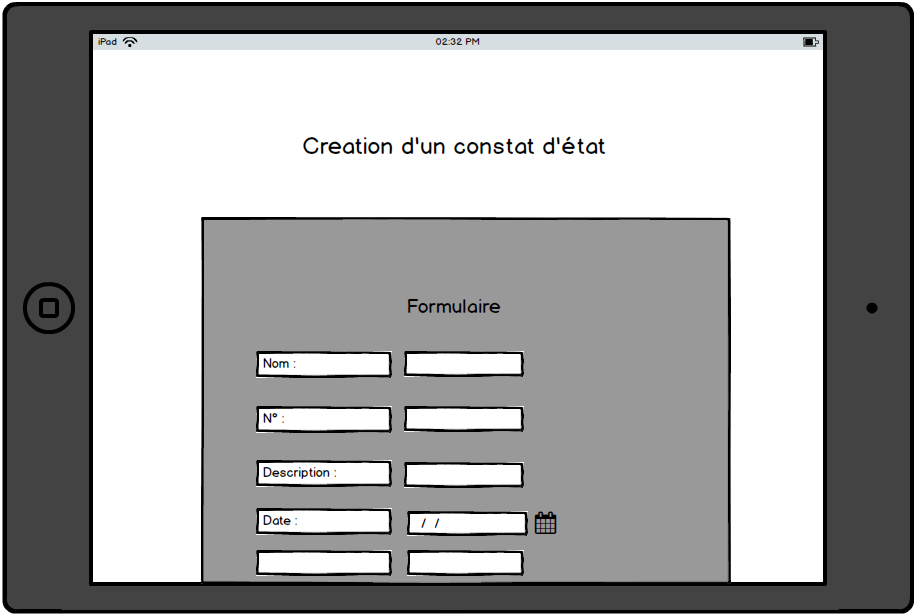 iPad 02:32 PM
Creation d'un constat d'état
Formulaire
Nom :
N° :
Description :
Date : / /